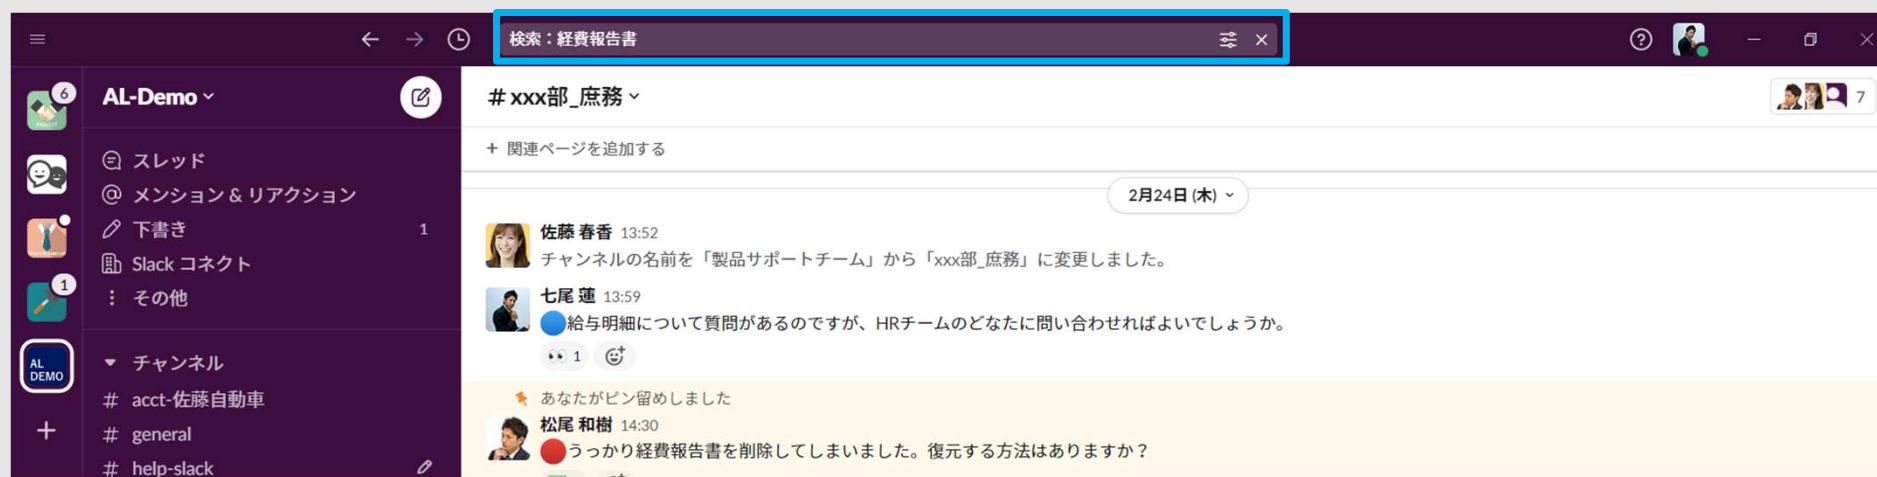 検索：経費報告書
6
AL-Demo
#xxx部_庶務
7
スレッド
+ 関連ページを追加する
@ メンション & リアクション
2月24日 (木)
下書き
1
佐藤 春香 13:52
チャンネルの名前を「製品サポートチーム」から「xxx部_庶務」に変更しました。
Slack コネクト
1
その他
七尾 蓮 13:59
給与明細について質問があるのですが、HRチームのどなたに問い合わせればよいでしょうか。
1
AL
DEMO
チャンネル
# acct-佐藤自動車
あなたがピン留めしました
松尾 和樹 14:30
うっかり経費報告書を削除してしまいました。復元する方法はありますか？
# general
# help-slack